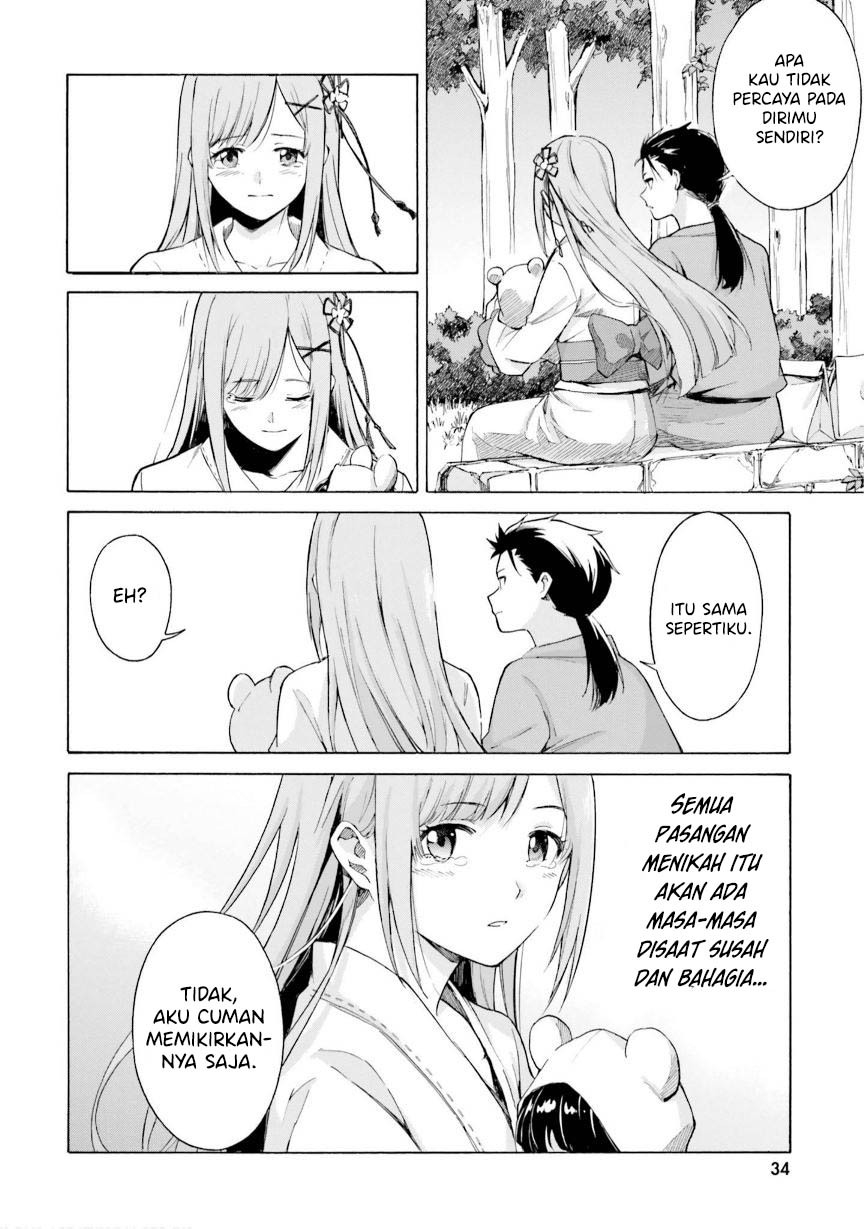 APA
KAU TIDAK
PERCAYA PADA
DIRIMU
SENDIRI?
ITU SAMA
SEPERTIKU.
EH?
SEMUA
PASANGAN
MENIKAH ITU
AKAN ADA
MASA-MASA
DISAAT SUSAH
DAN BAHAGIA...
TIDAK,
AKU CUMAN
MEMIKIRKAN-
NYA SAJA.
34